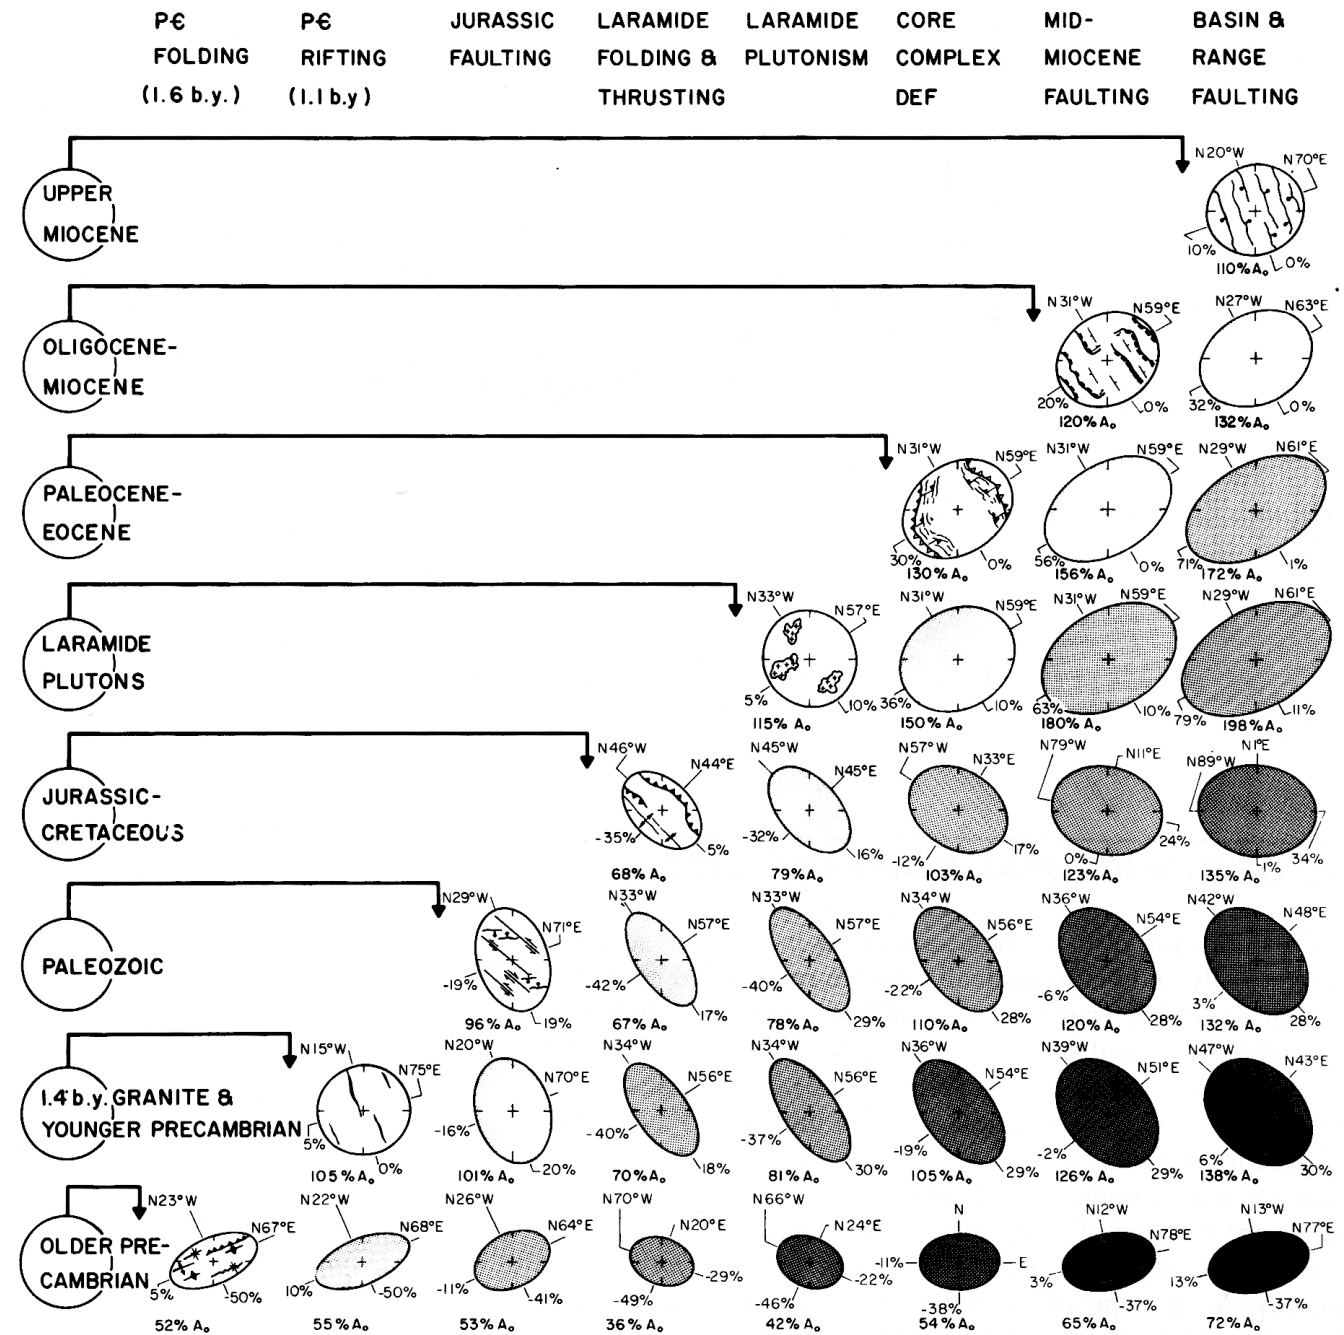 P€ P€ JURASSIC LARAMIDE LARAMIDE CORE MID- BASIN &
FOLDING RIFTING FAULTING FOLDING & PLUTONISM COMPLEX MIOCENE RANGE
(1.6 b.y.) (1.1 b.y) THRUSTING DEF FAULTING FAULTING
N20°W N70°E
UPPER
MIOCENE
10% 0%
110% A₀
N31°W N59°E N27°W N63°E
OLIGOCENE-
MIOCENE
20% 0% 32% 0%
120% A₀ 132% A₀
N31°W N59°E N31°W N59°E N29°W N61°E
PALEOCENE-
EOCENE
30% 0% 56% 0% 71% 1%
130% A₀ 156% A₀ 172% A₀
N33°W N57°E N31°W N59°E N31°W N59°E N29°W N61°E
LARAMIDE
PLUTONS
5% 10% 36% 10% 63% 10% 79% 11%
115% A₀ 150% A₀ 180% A₀ 198% A₀
N46°W N44°E N45°W N45°E N57°W N33°E N79°W N11°E N89°W N1°E
JURASSIC-
CRETACEOUS
-35% 5% -32% 16% -12% 17% 0% 24% 1% 34%
68% A₀ 79% A₀ 103% A₀ 123% A₀ 135% A₀
N29°W N71°E N33°W N57°E N33°W N57°E N34°W N56°E N36°W N54°E N42°W N48°E
PALEOZOIC
-19% 19% -42% 17% -40% 29% -22% 28% -6% 28% 3% 28%
96% A₀ 67% A₀ 78% A₀ 110% A₀ 120% A₀ 132% A₀
N15°W N75°E N20°W N70°E N34°W N56°E N34°W N56°E N36°W N54°E N39°W N51°E N47°W N43°E
1.4 b.y. GRANITE &
YOUNGER PRECAMBRIAN
5% 0% -16% 20% -40% 18% -37% 30% -19% 29% -2% 29% 6% 30%
105% A₀ 101% A₀ 70% A₀ 81% A₀ 105% A₀ 126% A₀ 138% A₀
N23°W N67°E N22°W N68°E N26°W N64°E N70°W N20°E N66°W N24°E N E N12°W N78°E N13°W N77°E
OLDER PRE-
CAMBRIAN
5% -50% 10% -50% -11% -41% -49% -29% -46% -22% -11% -38% 3% -37% 13% -37%
52% A₀ 55% A₀ 53% A₀ 36% A₀ 42% A₀ 54% A₀ 65% A₀ 72% A₀